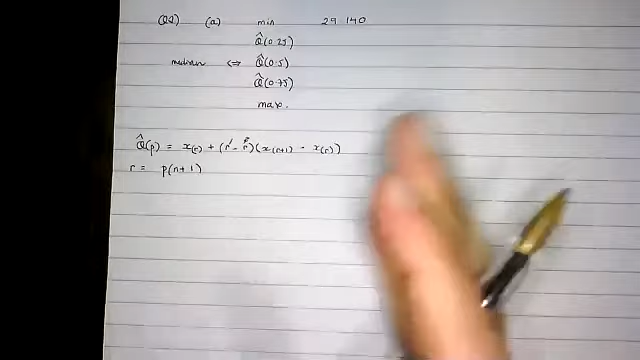 Q2) (a) min 29 140
Q̂(0.25)
median ⇔ Q̂(0.5)
Q̂(0.75)
max.
Q̂(p) = x(r) + (r' - r)(x(r+1) - x(r))
r = p(n+1)